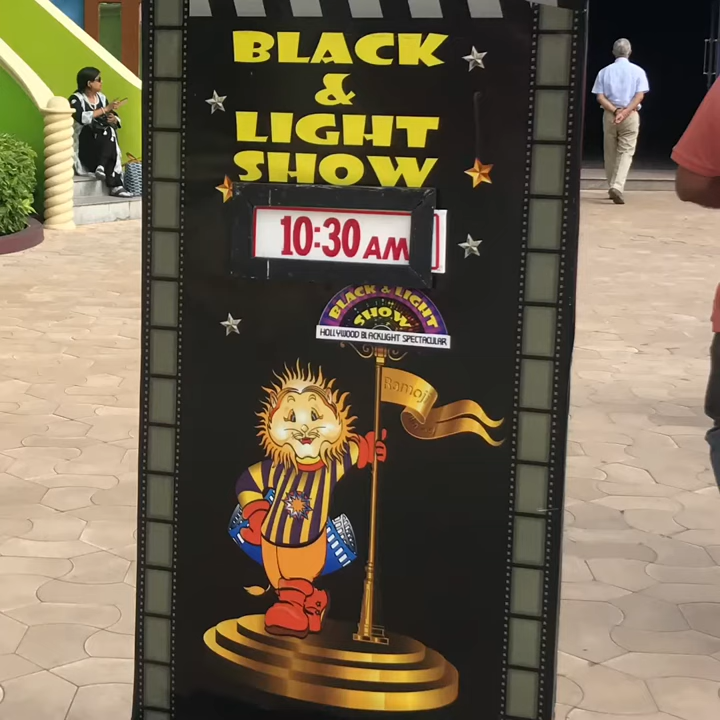 BLACK
&
LIGHT
SHOW
10:30 AM
BLACK & LIGHT
SHOW
HOLLYWOOD BLACKLIGHT SPECTACULAR
Ramoji